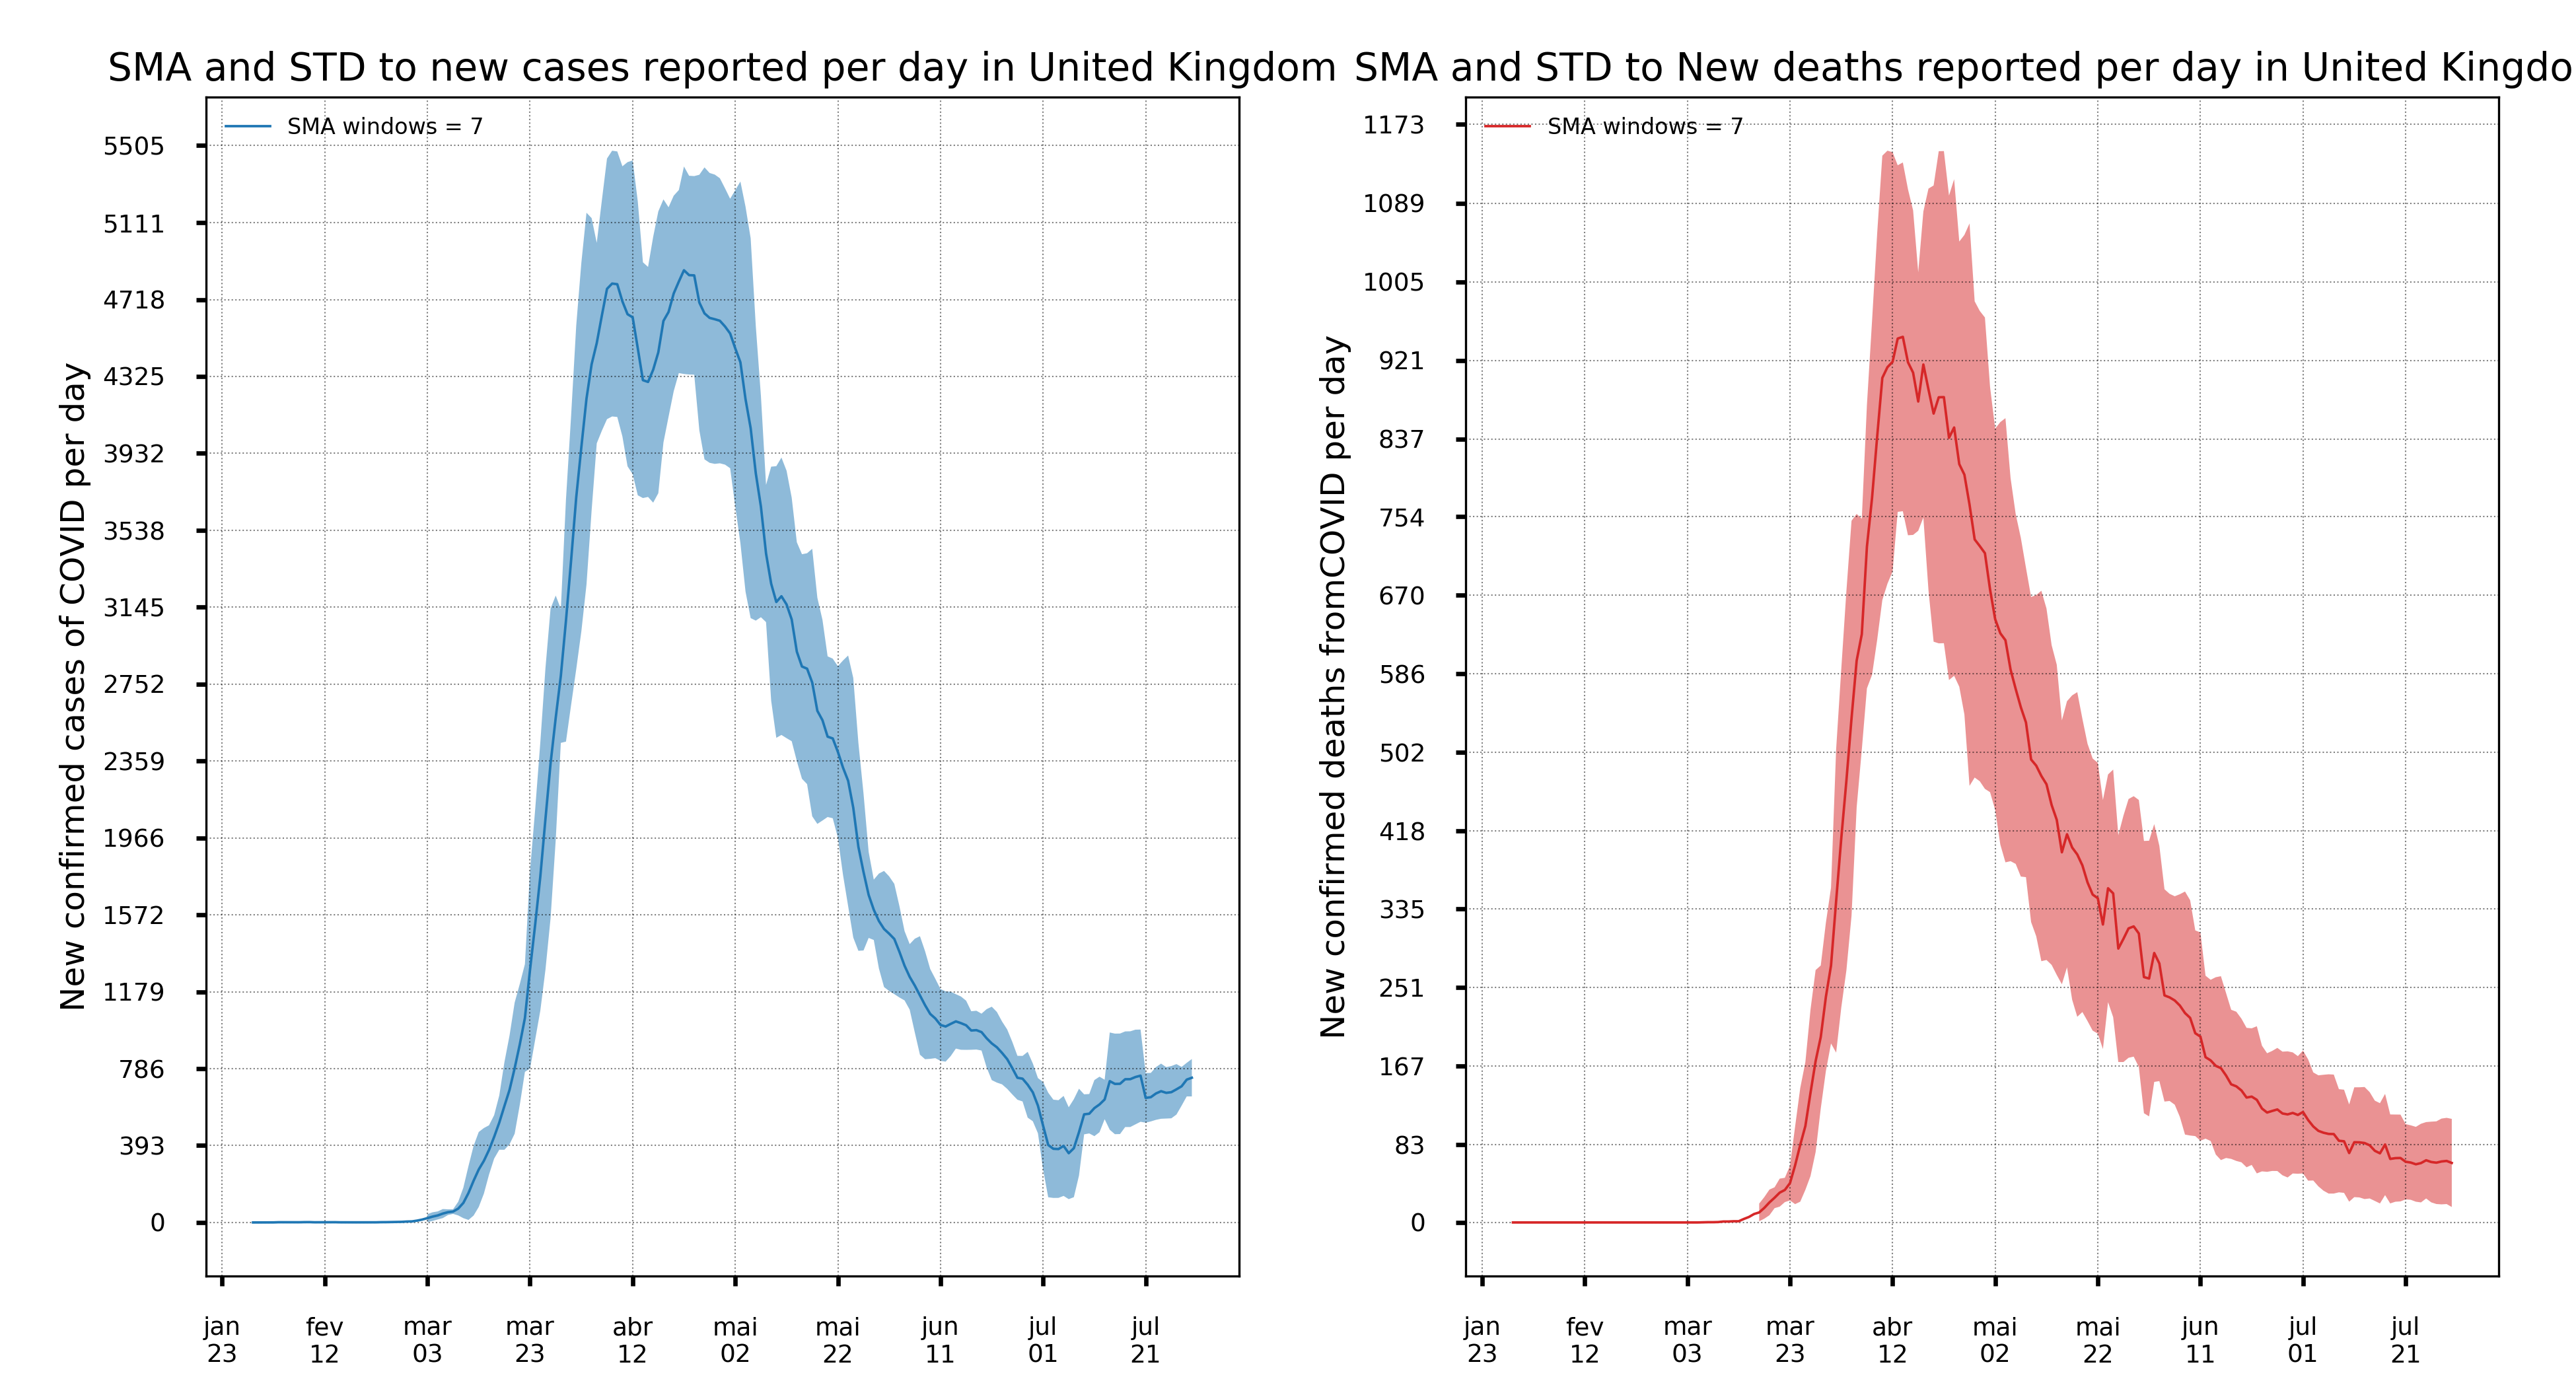 SMA and STD to new cases reported per day in United Kingdom
SMA windows = 7
New confirmed cases of COVID per day
5505
5111
4718
4325
3932
3538
3145
2752
2359
1966
1572
1179
786
393
0
jan 23
fev 12
mar 03
mar 23
abr 12
mai 02
mai 22
jun 11
jul 01
jul 21
SMA and STD to New deaths reported per day in United Kingdo
SMA windows = 7
New confirmed deaths fromCOVID per day
1173
1089
1005
921
837
754
670
586
502
418
335
251
167
83
0
jan 23
fev 12
mar 03
mar 23
abr 12
mai 02
mai 22
jun 11
jul 01
jul 21